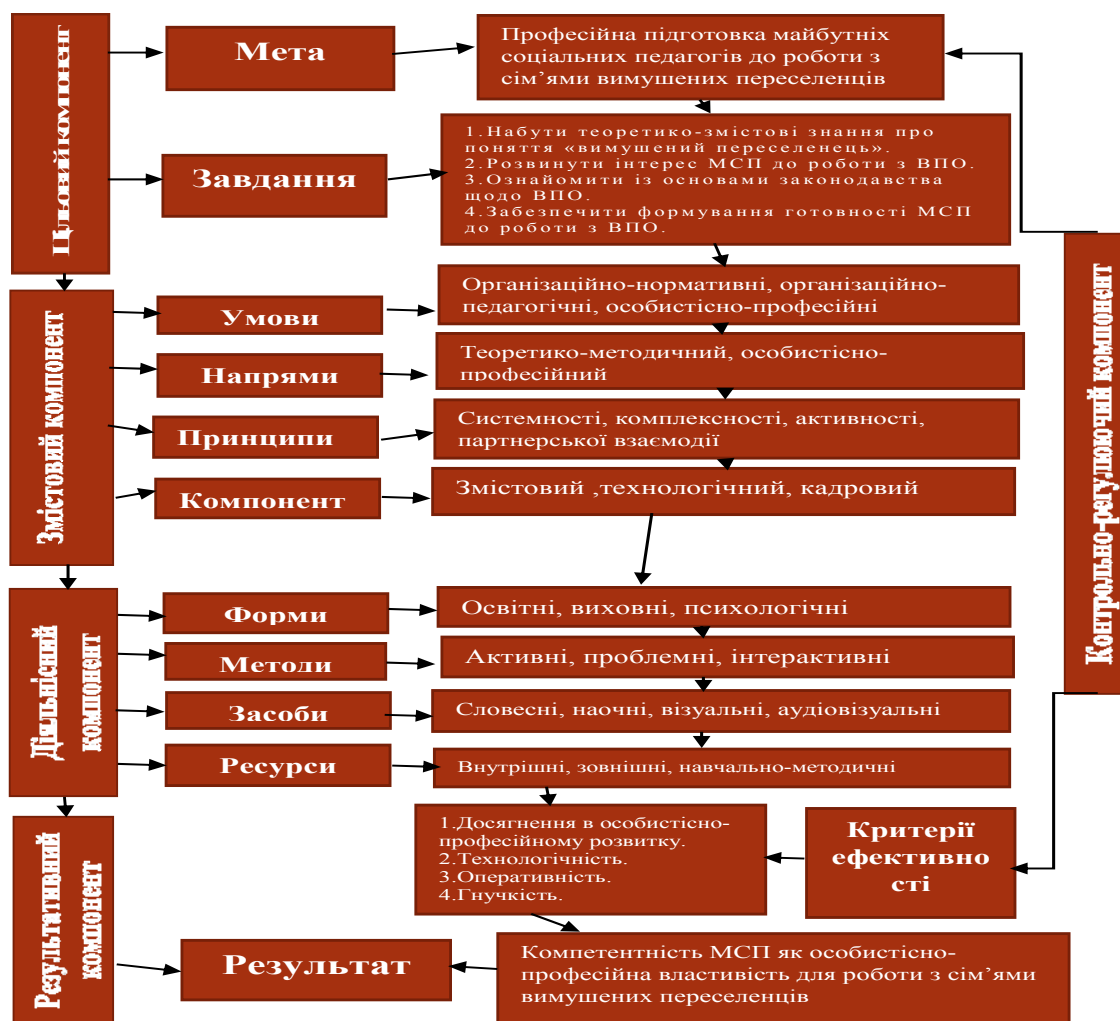 Цільовий компонент
Мета
Професійна підготовка майбутніх
соціальних педагогів до роботи з
сім’ями вимушених переселенців
Завдання
1.Набути теоретико-змістові знання про
поняття «вимушений переселенець».
2.Розвинути інтерес МСП до роботи з ВПО.
3.Ознайомити із основами законодавства
щодо ВПО.
4.Забезпечити формування готовності МСП
до роботи з ВПО.
Змістовий компонент
Умови
Організаційно-нормативні, організаційно-
педагогічні, особистісно-професійні
Напрями
Теоретико-методичний, особистісно-
професійний
Принципи
Системності, комплексності, активності,
партнерської взаємодії
Компонент
Змістовий ,технологічний, кадровий
Діяльнісний
компонент
Форми
Освітні, виховні, психологічні
Методи
Активні, проблемні, інтерактивні
Засоби
Словесні, наочні, візуальні, аудіовізуальні
Ресурси
Внутрішні, зовнішні, навчально-методичні
Результативний
компонент
1.Досягнення в особистісно-
професійному розвитку.
2.Технологічність.
3.Оперативність.
4.Гнучкість.
Критерії
ефективно
сті
Результат
Компетентність МСП як особистісно-
професійна властивість для роботи з сім’ями
вимушених переселенців
Контрольно-регулюючий компонент